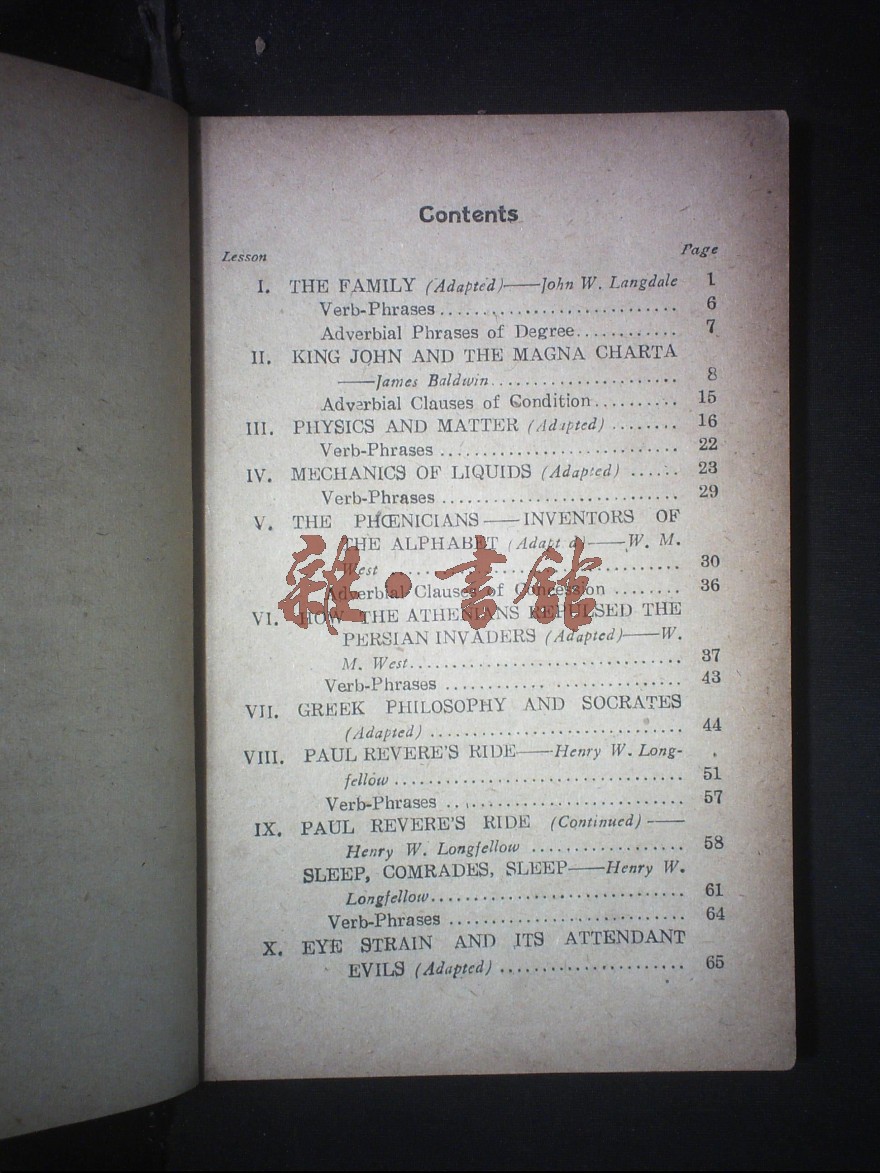 Contents
Lesson Page
I. THE FAMILY (Adapted)——John W. Langdale 1
Verb-Phrases 6
Adverbial Phrases of Degree 7
II. KING JOHN AND THE MAGNA CHARTA
——James Baldwin 8
Adverbial Clauses of Condition 15
III. PHYSICS AND MATTER (Adapted) 16
Verb-Phrases 22
IV. MECHANICS OF LIQUIDS (Adapted) 23
Verb-Phrases 29
V. THE PHŒNICIANS——INVENTORS OF
THE ALPHABET (Adapted)——W. M.
West 30
Adverbial Clauses of Concession 36
雜·書館
VI. HOW THE ATHENIANS REPULSED THE
PERSIAN INVADERS (Adapted)——W.
M. West 37
Verb-Phrases 43
VII. GREEK PHILOSOPHY AND SOCRATES
(Adapted) 44
VIII. PAUL REVERE'S RIDE——Henry W. Long-
fellow 51
Verb-Phrases 57
IX. PAUL REVERE'S RIDE (Continued)——
Henry W. Longfellow 58
SLEEP, COMRADES, SLEEP——Henry W.
Longfellow 61
Verb-Phrases 64
X. EYE STRAIN AND ITS ATTENDANT
EVILS (Adapted) 65